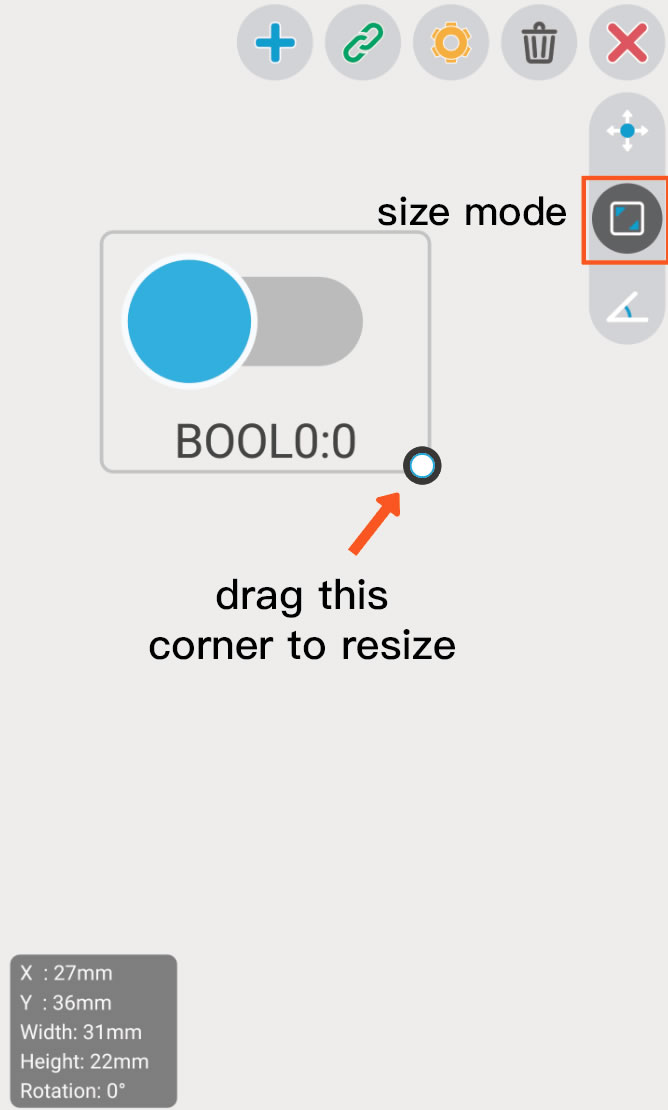 size mode
BOOL0:0
drag this
corner to resize
X : 27mm
Y : 36mm
Width: 31mm
Height: 22mm
Rotation: 0°